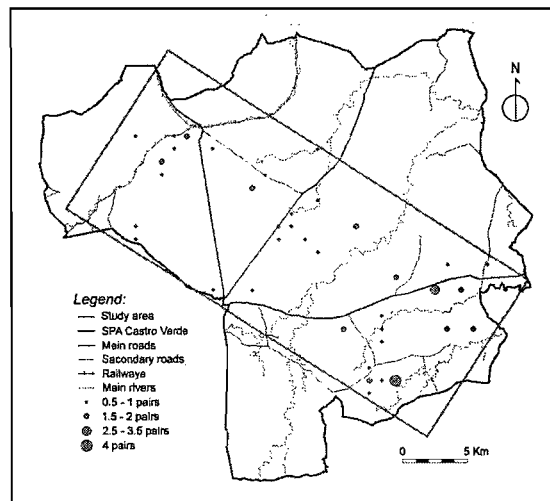 N
Legend:
Study area
SPA Castro Verde
Main roads
Sacondary roads
Railways
Main rivers
0.5 - 1 pairs
1.5 - 2 pairs
2.5 - 3.5 pairs
4 pairs
0 5 Km